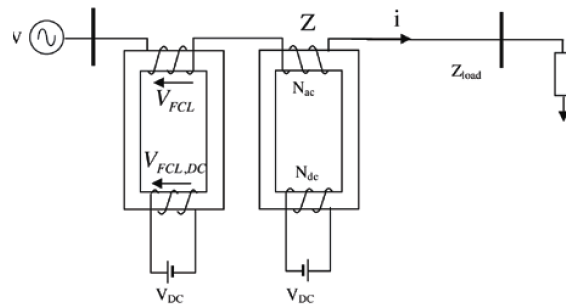 V
Z
i
Z_load
V_FCL
N_ac
V_FCL,DC
N_dc
V_DC
V_DC